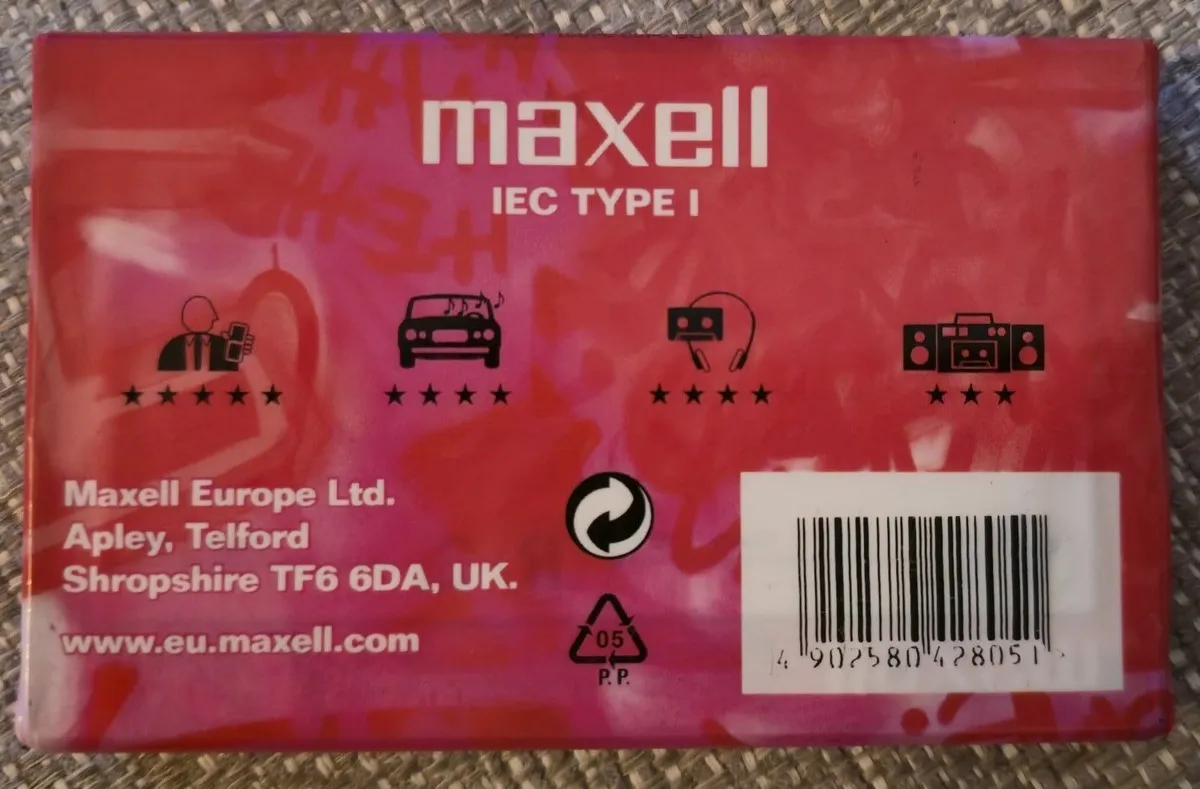 maxell
IEC TYPE I
Maxell Europe Ltd.
Apley, Telford
Shropshire TF6 6DA, UK.
www.eu.maxell.com
05
P.P.
4 902580 428051